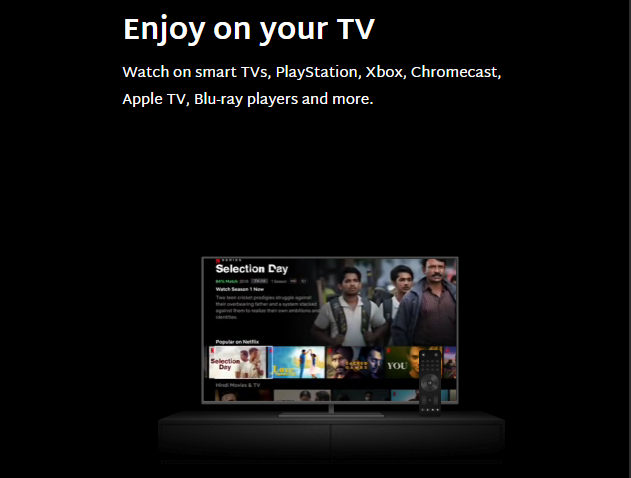 Enjoy on your TV
Watch on smart TVs, PlayStation, Xbox, Chromecast,
Apple TV, Blu-ray players and more.
SERIES
Selection Day
Watch Season 1 Now
Two teen cricket prodigies struggle against
their overbearing father and a system stacked
against them to realize their own ambitions and
identities.
Popular on Netflix
Selection
Day
SACRED
GAMES
YOU
Hindi Movies & TV